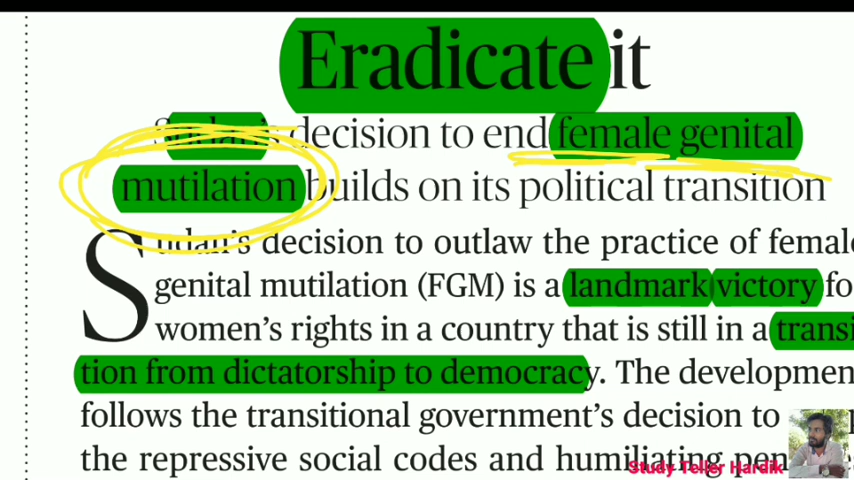 Eradicate it
Sudan's decision to end female genital
mutilation builds on its political transition
Sudan's decision to outlaw the practice of femal
genital mutilation (FGM) is a landmark victory fo
women's rights in a country that is still in a transi
tion from dictatorship to democracy. The developmen
follows the transitional government's decision to
the repressive social codes and humiliating pen
Study Teller Hardik